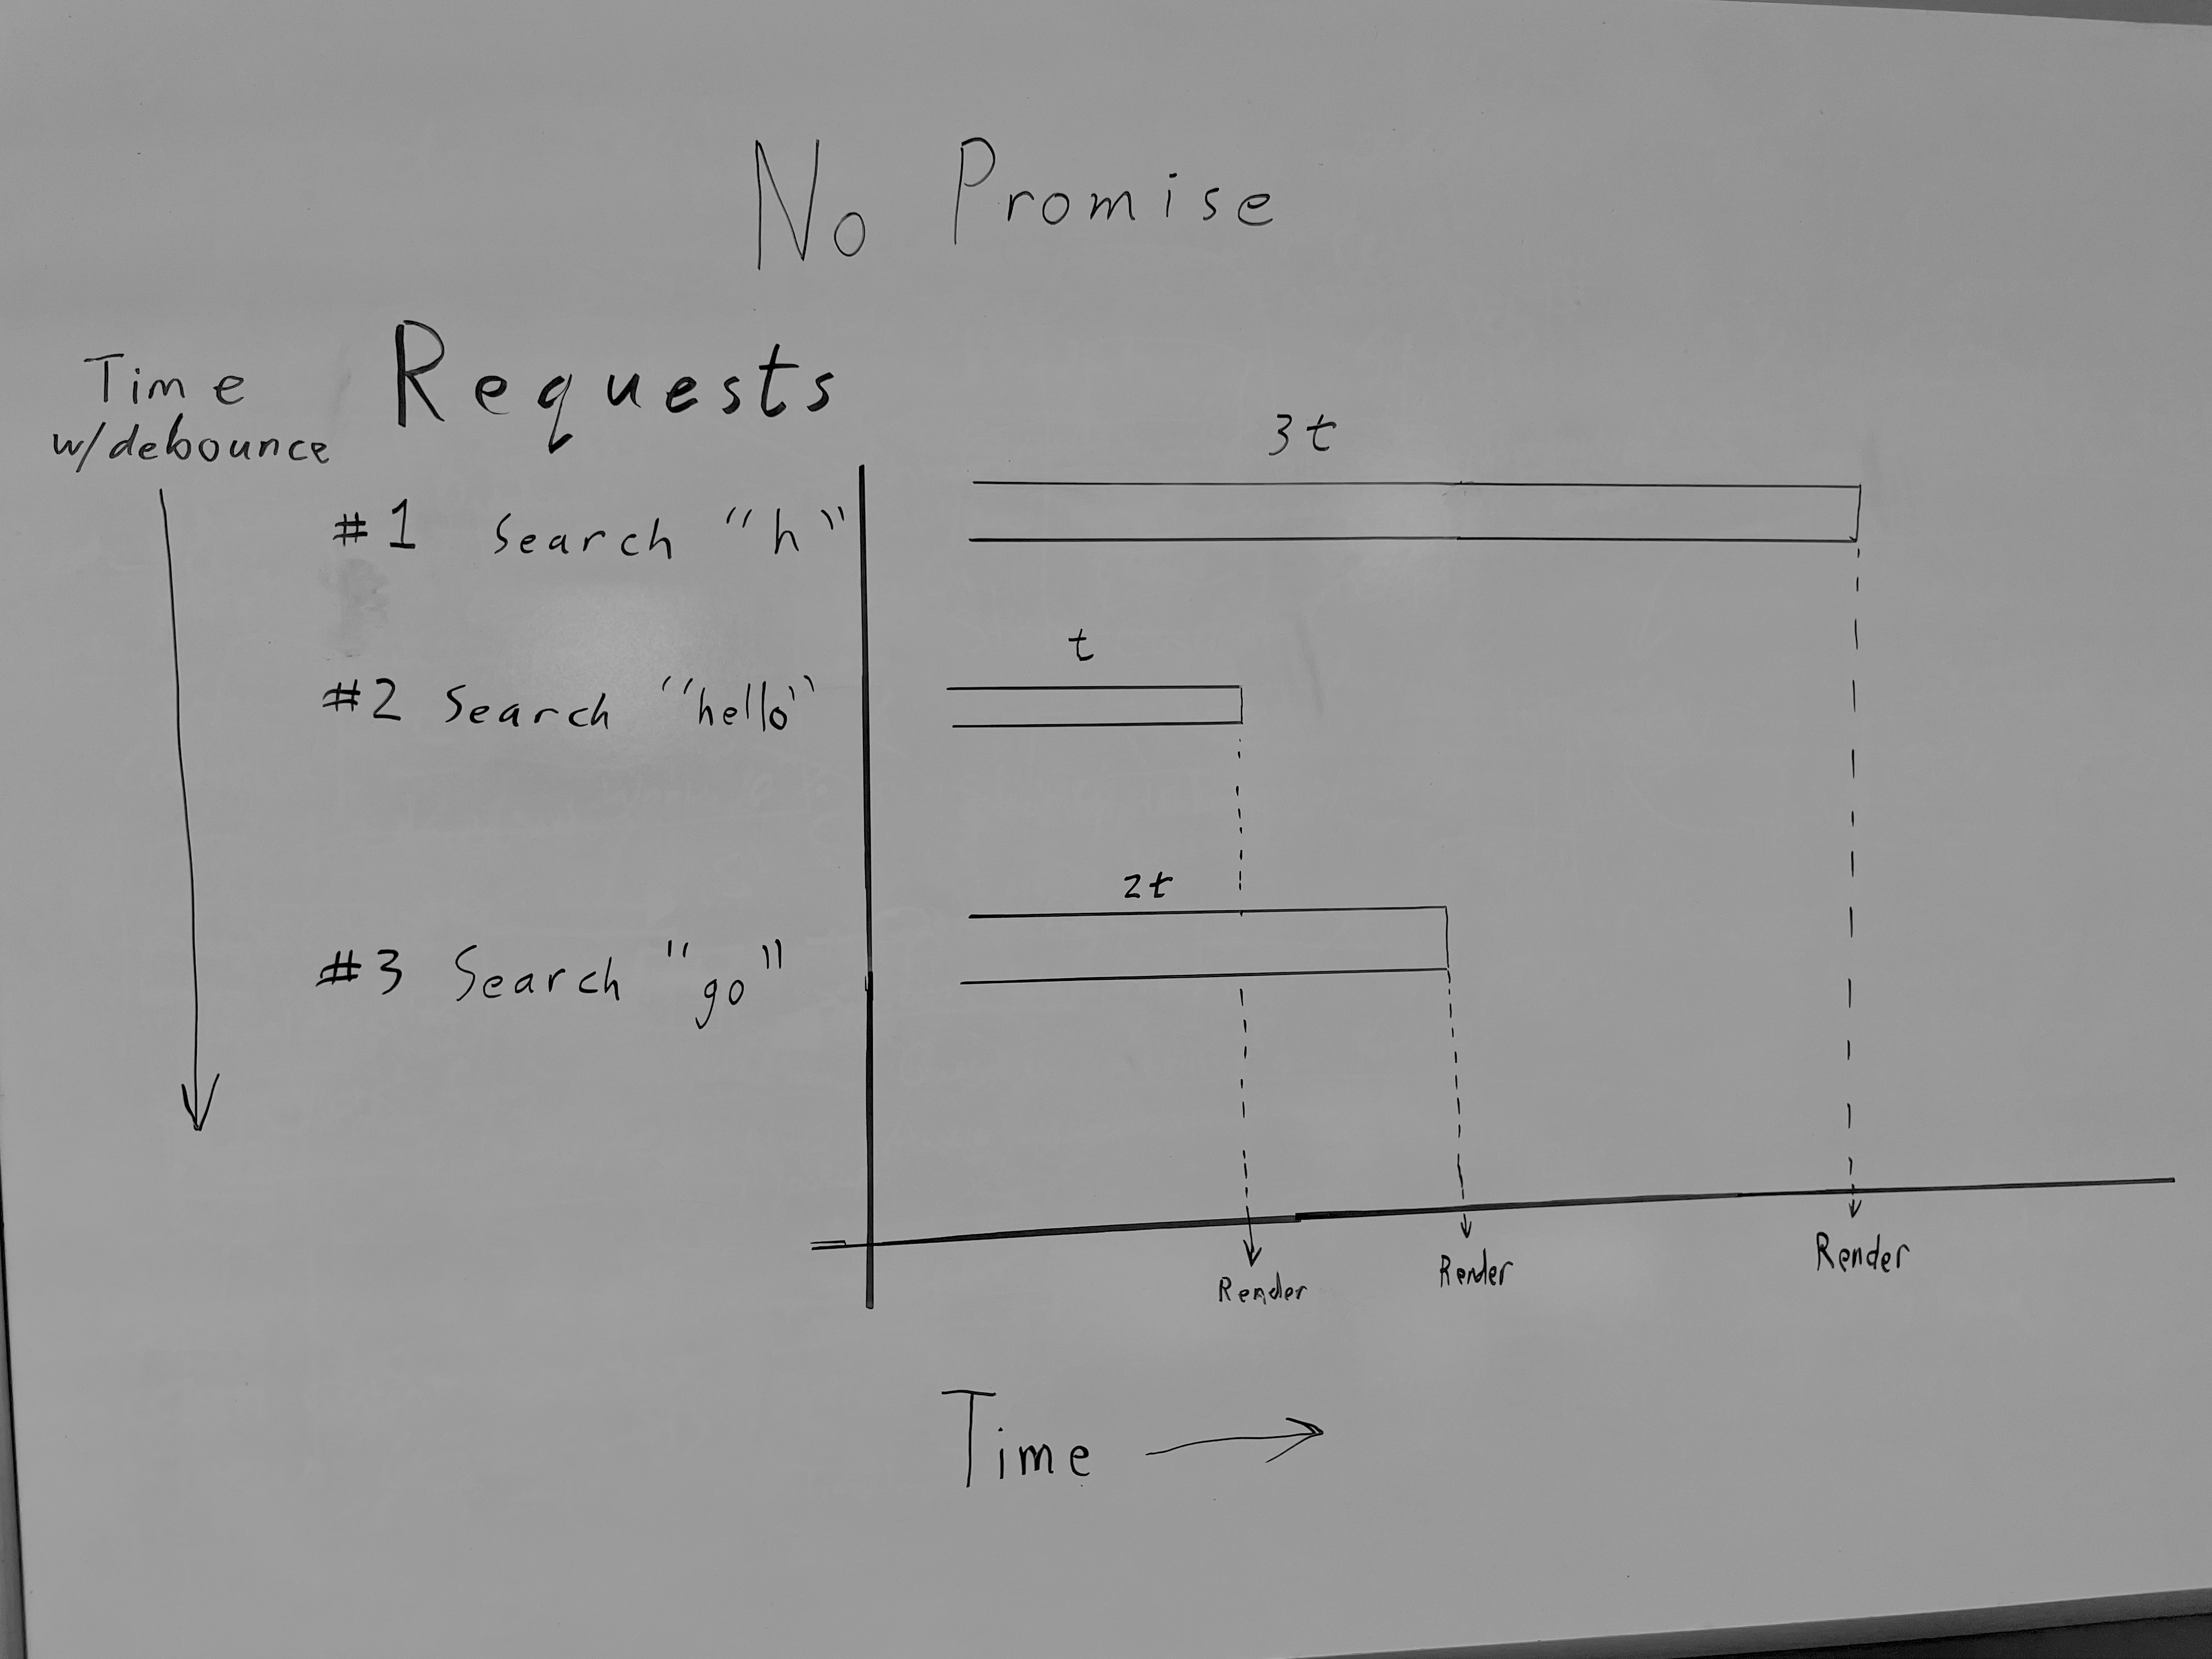 No Promise
Time
w/debounce
Requests
3t
#1 Search "h"
t
#2 Search "hello"
2t
#3 Search "go"
Render
Render
Render
Time